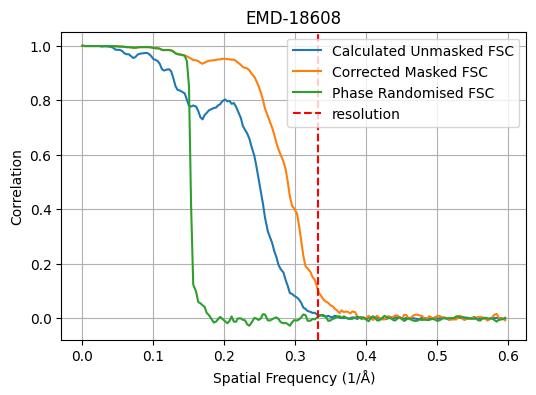 EMD-18608
Calculated Unmasked FSC
Corrected Masked FSC
Phase Randomised FSC
resolution
Correlation
1.0
0.8
0.6
0.4
0.2
0.0
0.0 0.1 0.2 0.3 0.4 0.5 0.6
Spatial Frequency (1/Å)